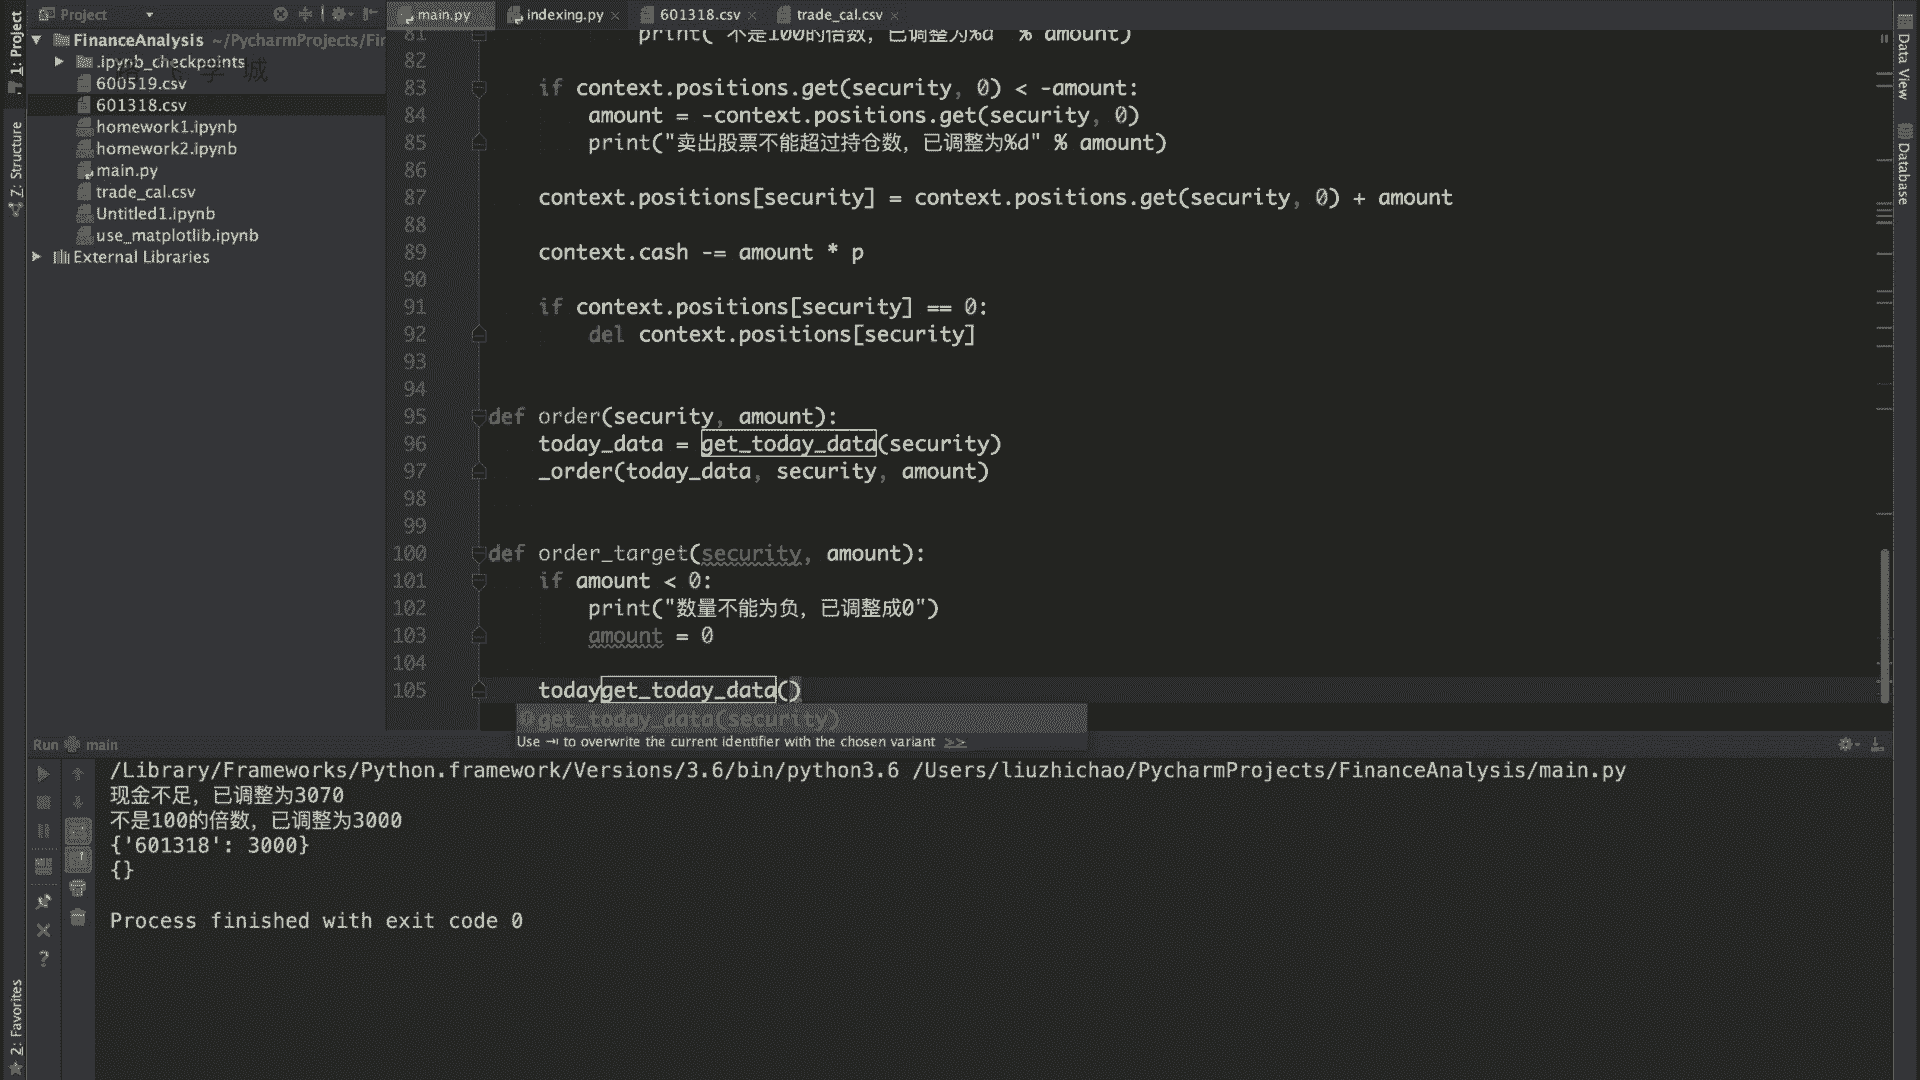 Project
main.py
indexing.py
601318.csv
trade_cal.csv
1: Project
Z: Structure
2: Favorites
Data View
Database
FinanceAnalysis ~/PycharmProjects/Fir
.ipynb_checkpoints
600519.csv
601318.csv
homework1.ipynb
homework2.ipynb
main.py
trade_cal.csv
Untitled1.ipynb
use_matplotlib.ipynb
External Libraries
81 print("不是100的倍数, 已调整为%d" % amount)
82
83 if context.positions.get(security, 0) < -amount:
84 amount = -context.positions.get(security, 0)
85 print("卖出股票不能超过持仓数, 已调整为%d" % amount)
86
87 context.positions[security] = context.positions.get(security, 0) + amount
88
89 context.cash -= amount * p
90
91 if context.positions[security] == 0:
92 del context.positions[security]
93
94
95 def order(security, amount):
96 today_data = get_today_data(security)
97 _order(today_data, security, amount)
98
99
100 def order_target(security, amount):
101 if amount < 0:
102 print("数量不能为负, 已调整成0")
103 amount = 0
104
105 todayget_today_data()
get_today_data(security)
Use ⇥ to overwrite the current identifier with the chosen variant >>
Run main
/Library/Frameworks/Python.framework/Versions/3.6/bin/python3.6 /Users/liuzhichao/PycharmProjects/FinanceAnalysis/main.py
现金不足, 已调整为3070
不是100的倍数, 已调整为3000
{'601318': 3000}
{}
Process finished with exit code 0